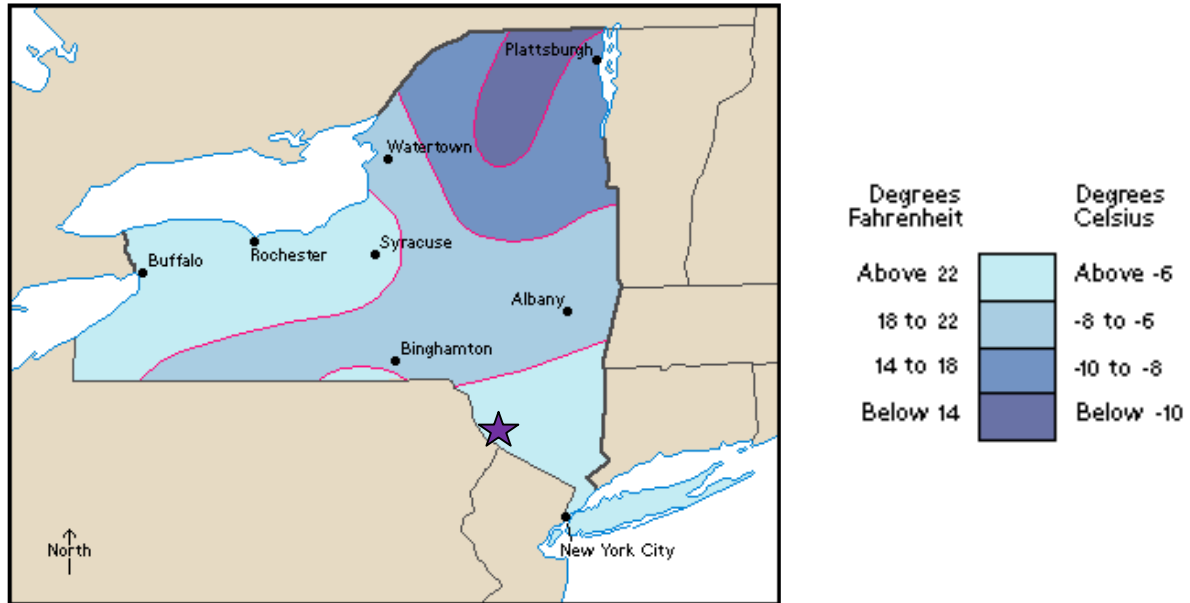 Plattsburgh
Watertown
Syracuse
Rochester
Buffalo
Albany
Binghamton
North
New York City
Degrees
Fahrenheit
Degrees
Celsius
Above 22
Above -6
18 to 22
-8 to -6
14 to 18
-10 to -8
Below 14
Below -10